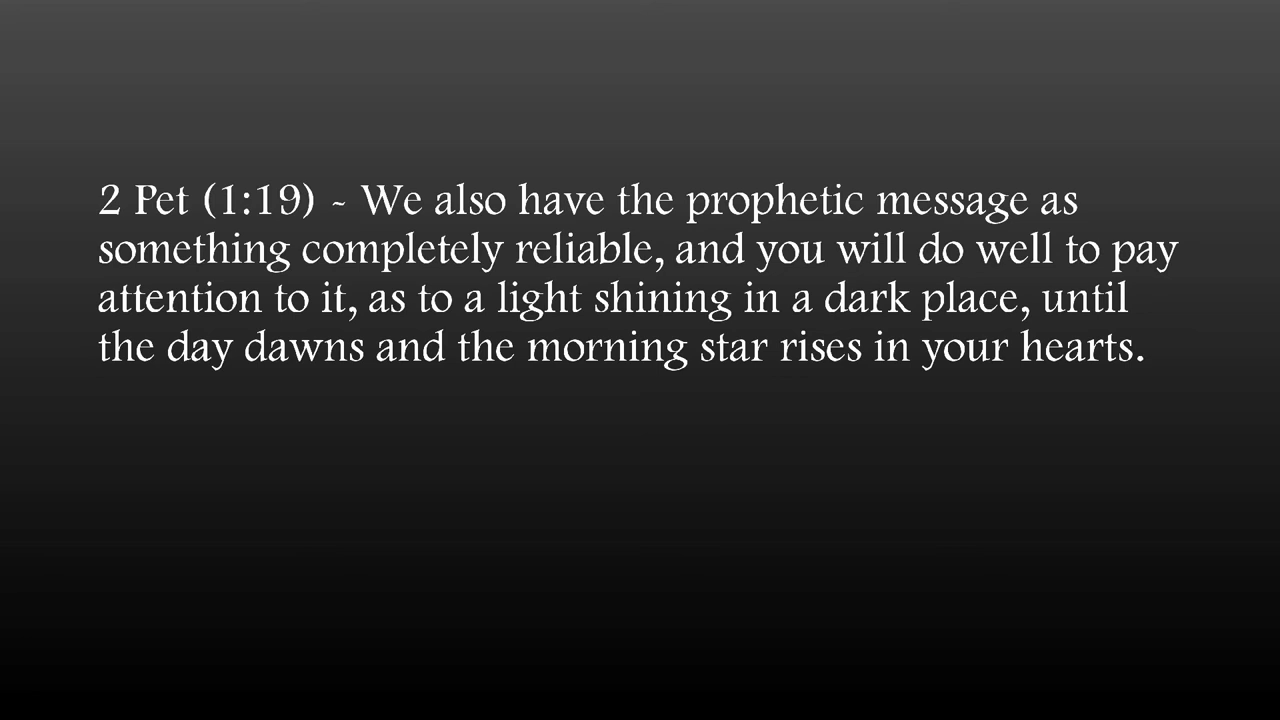 2 Pet (1:19) - We also have the prophetic message as
something completely reliable, and you will do well to pay
attention to it, as to a light shining in a dark place, until
the day dawns and the morning star rises in your hearts.